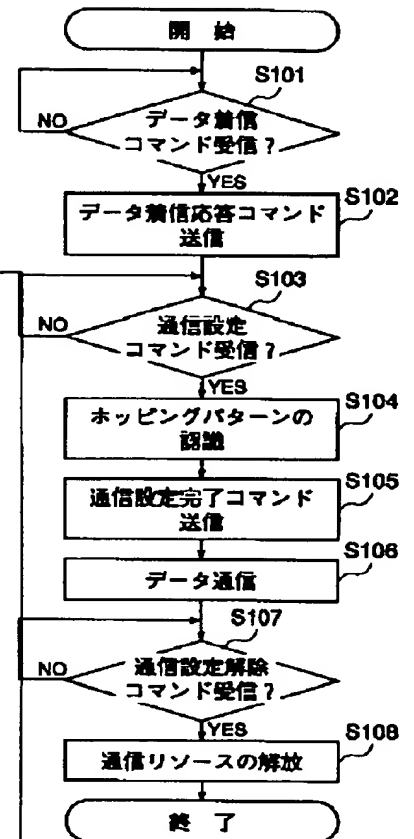 開 始
S101
データ着信
コマンド受信?
NO
YES
S102
データ着信応答コマンド
送信
S103
通信設定
コマンド受信?
NO
YES
S104
ホッピングパターンの
認識
S105
通信設定完了コマンド
送信
S106
データ通信
S107
通信設定解除
コマンド受信?
NO
YES
S108
通信リソースの解放
終 了